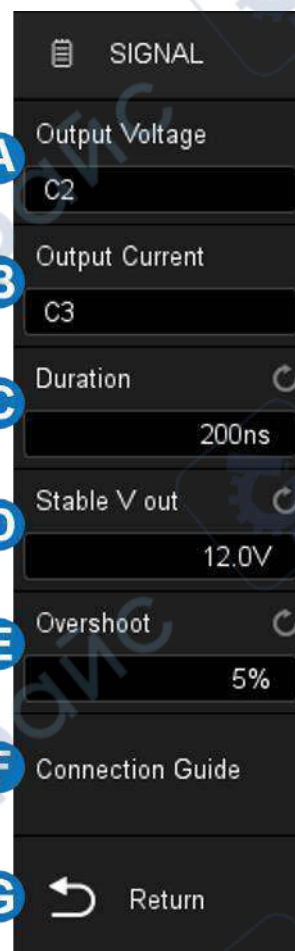 SIGNAL
A
Output Voltage
C2
B
Output Current
C3
C
Duration
200ns
D
Stable V out
12.0V
E
Overshoot
5%
F
Connection Guide
G
Return